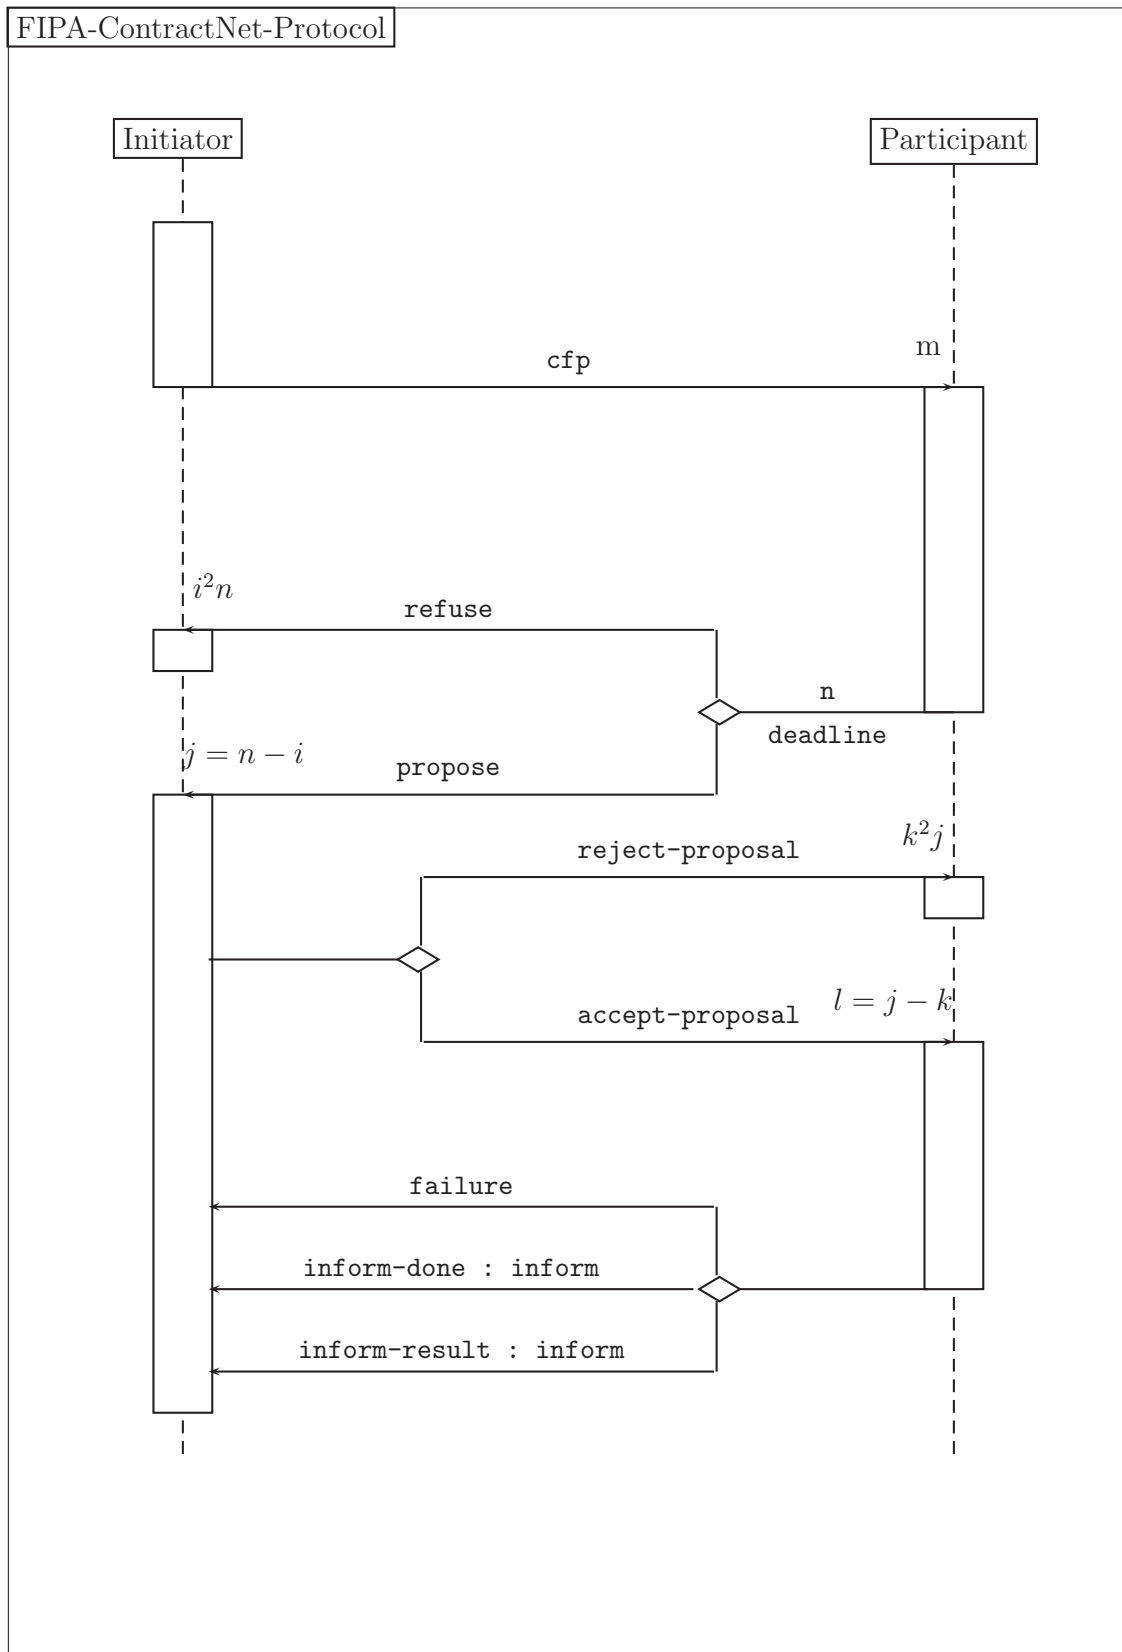 FIPA-ContractNet-Protocol
Initiator
Participant
m
cfp
i²n
refuse
n
deadline
j = n − i
propose
k²j
reject-proposal
l = j − k
accept-proposal
failure
inform-done : inform
inform-result : inform